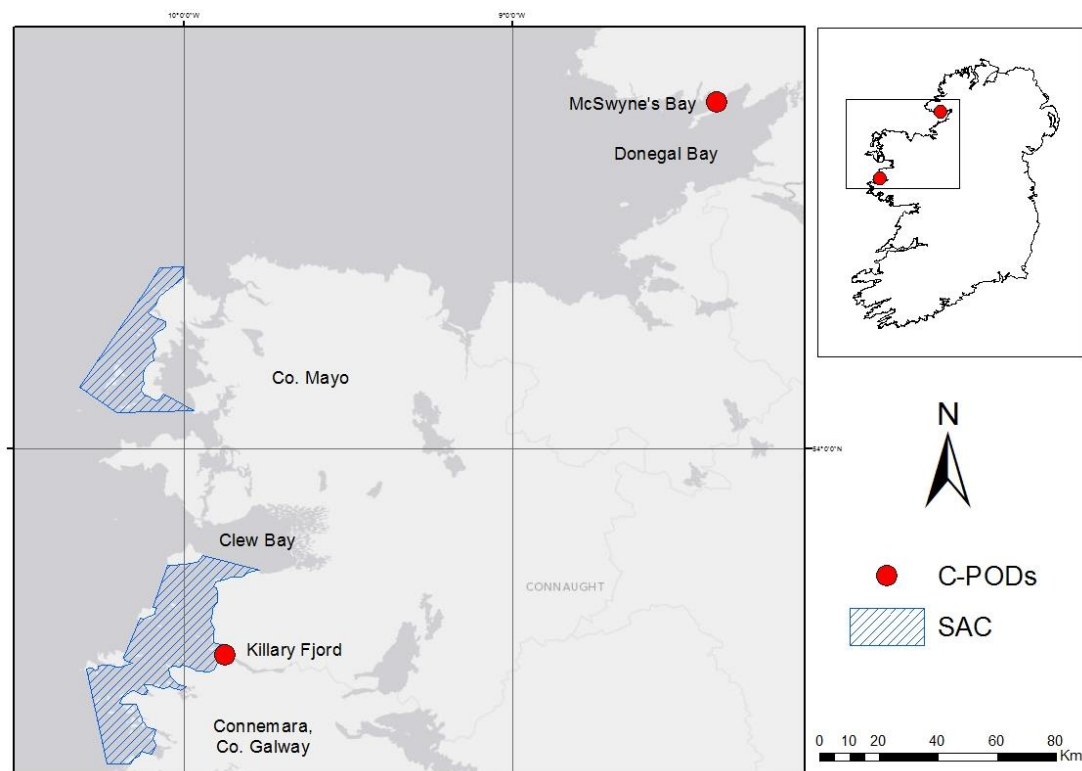 10°0'0"W
9°0'0"W
McSwyne's Bay
Donegal Bay
Co. Mayo
54°0'0"N
Clew Bay
CONNAUGHT
Killary Fjord
Connemara,
Co. Galway
N
C-PODs
SAC
0 5 10 20 40 60 80
Km